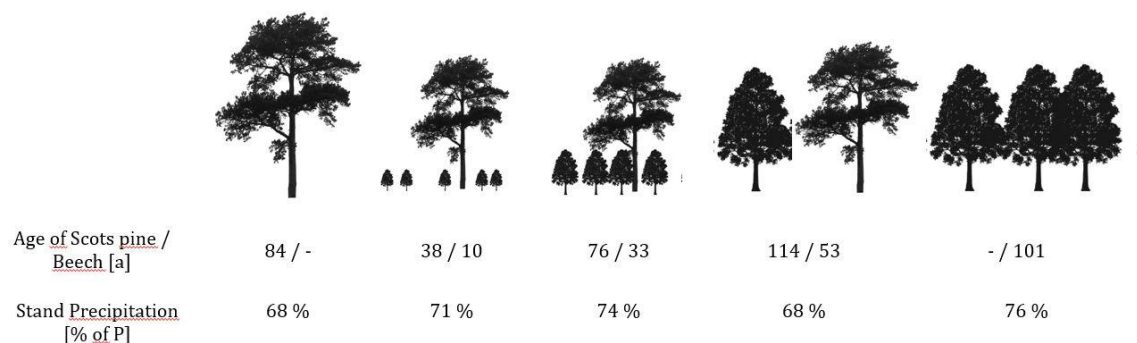 Age of Scots pine /
Beech [a]
84 / -
38 / 10
76 / 33
114 / 53
- / 101
Stand Precipitation
[% of P]
68 %
71 %
74 %
68 %
76 %